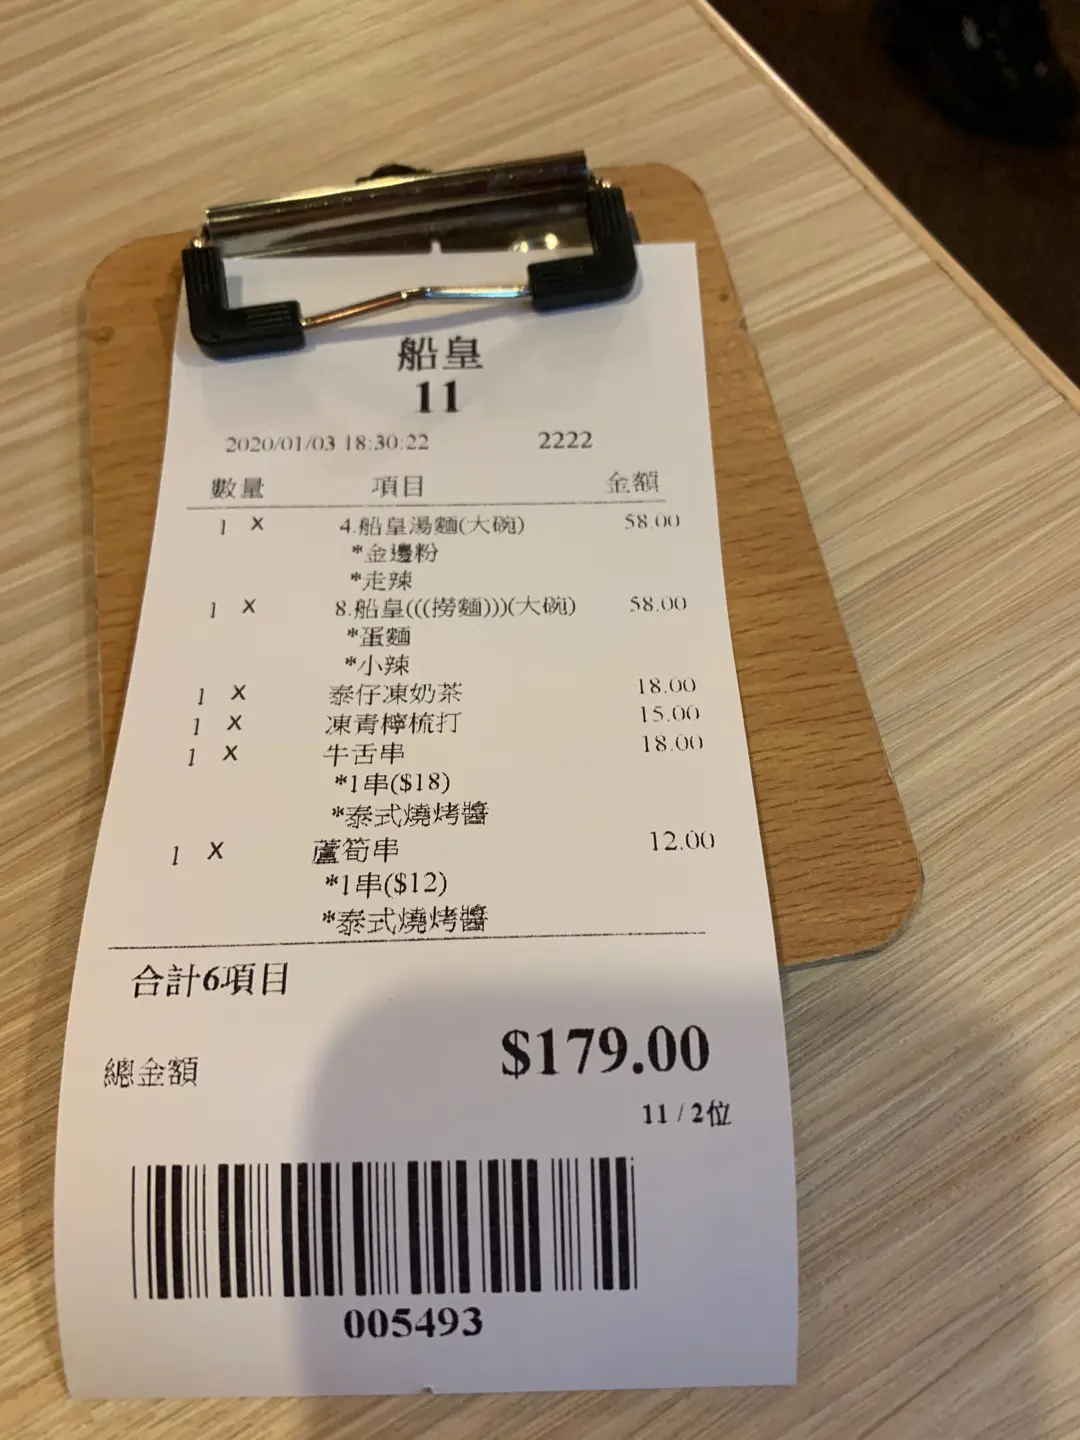 船皇
11
2020/01/03 18:30:22 2222
數量 項目 金額
1 x 4.船皇湯麵(大碗) 58.00
*金邊粉
*走辣
1 x 8.船皇(((撈麵)))(大碗) 58.00
*蛋麵
*小辣
1 x 泰仔凍奶茶 18.00
1 x 凍青檸梳打 15.00
1 x 牛舌串 18.00
*1串($18)
*泰式燒烤醬
1 x 蘆筍串 12.00
*1串($12)
*泰式燒烤醬
合計6項目
總金額 $179.00
11 / 2位
005493